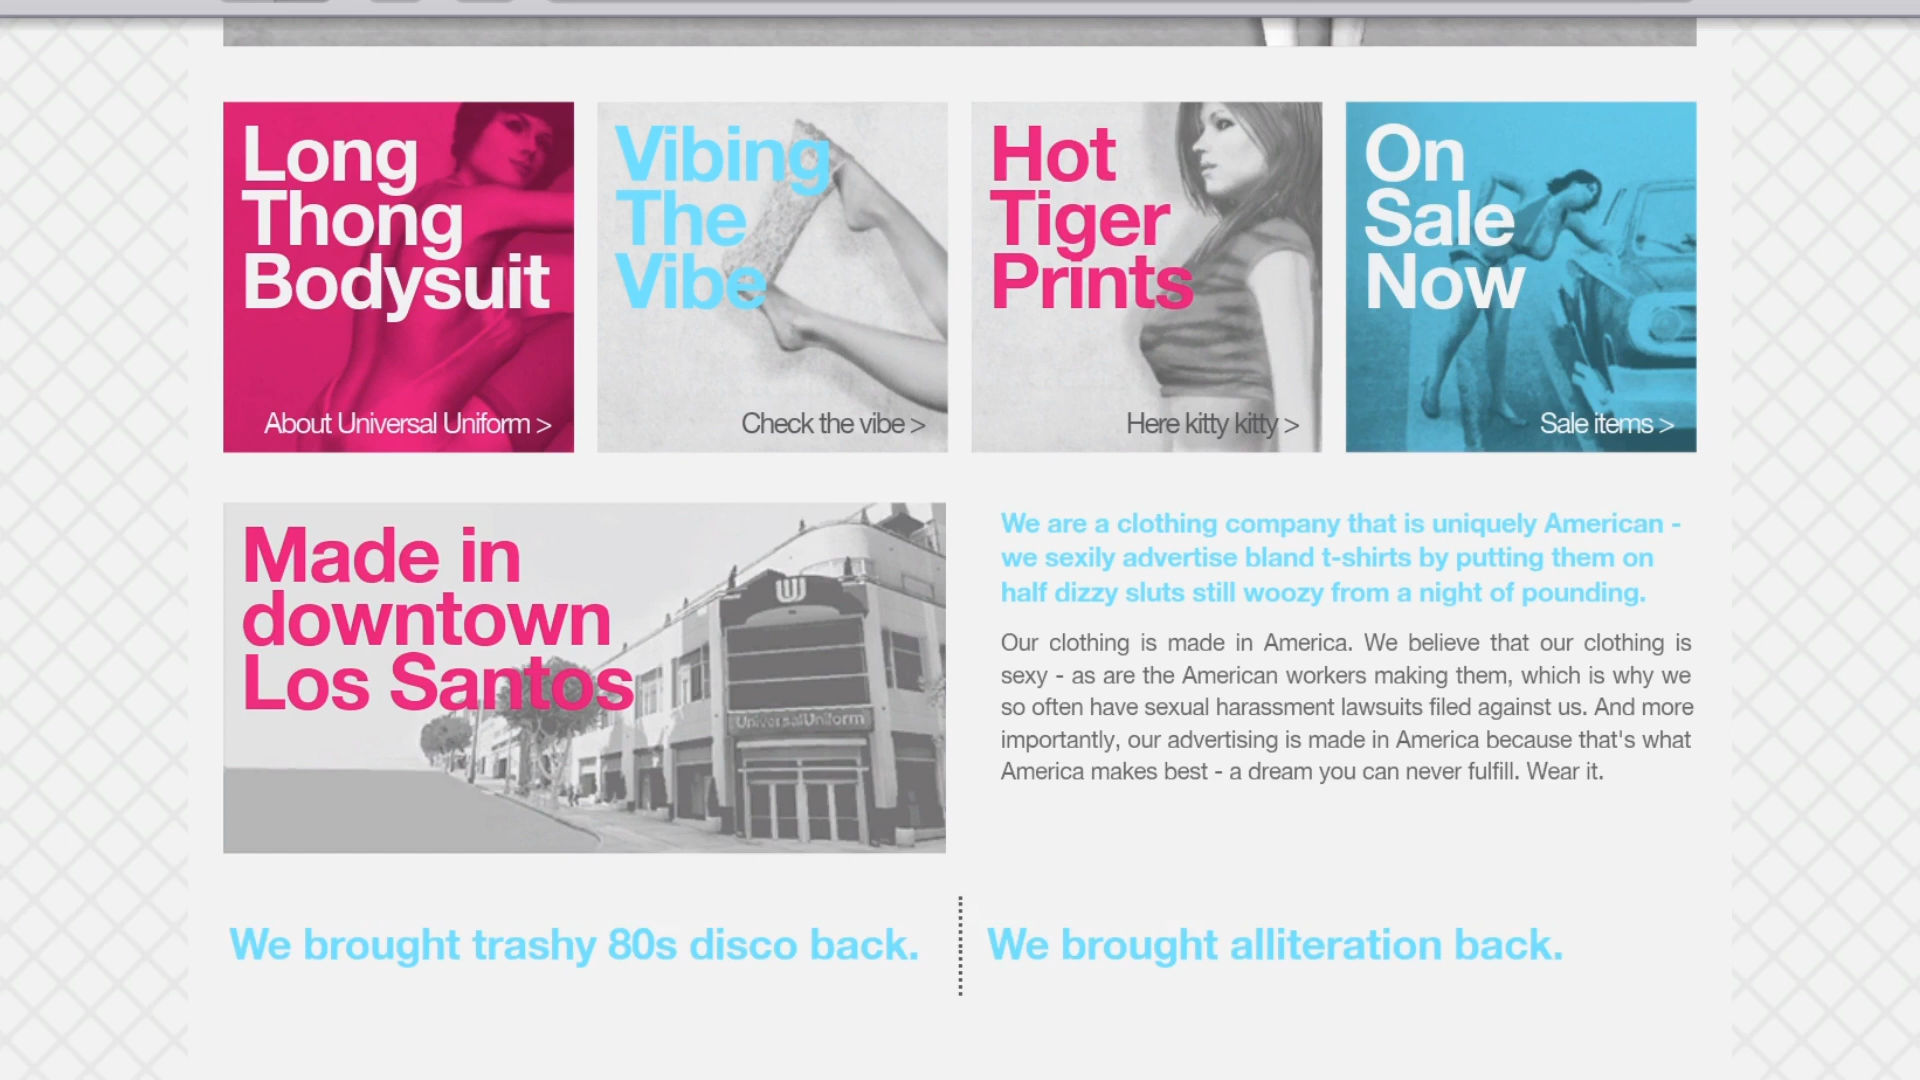 Long
Thong
Bodysuit
About Universal Uniform >
Vibing
The
Vibe
Check the vibe >
Hot
Tiger
Prints
Here kitty kitty >
On
Sale
Now
Sale items >
Made in
downtown
Los Santos
UniversalUniform
We are a clothing company that is uniquely American -
we sexily advertise bland t-shirts by putting them on
half dizzy sluts still woozy from a night of pounding.
Our clothing is made in America. We believe that our clothing is
sexy - as are the American workers making them, which is why we
so often have sexual harassment lawsuits filed against us. And more
importantly, our advertising is made in America because that's what
America makes best - a dream you can never fulfill. Wear it.
We brought trashy 80s disco back.
We brought alliteration back.